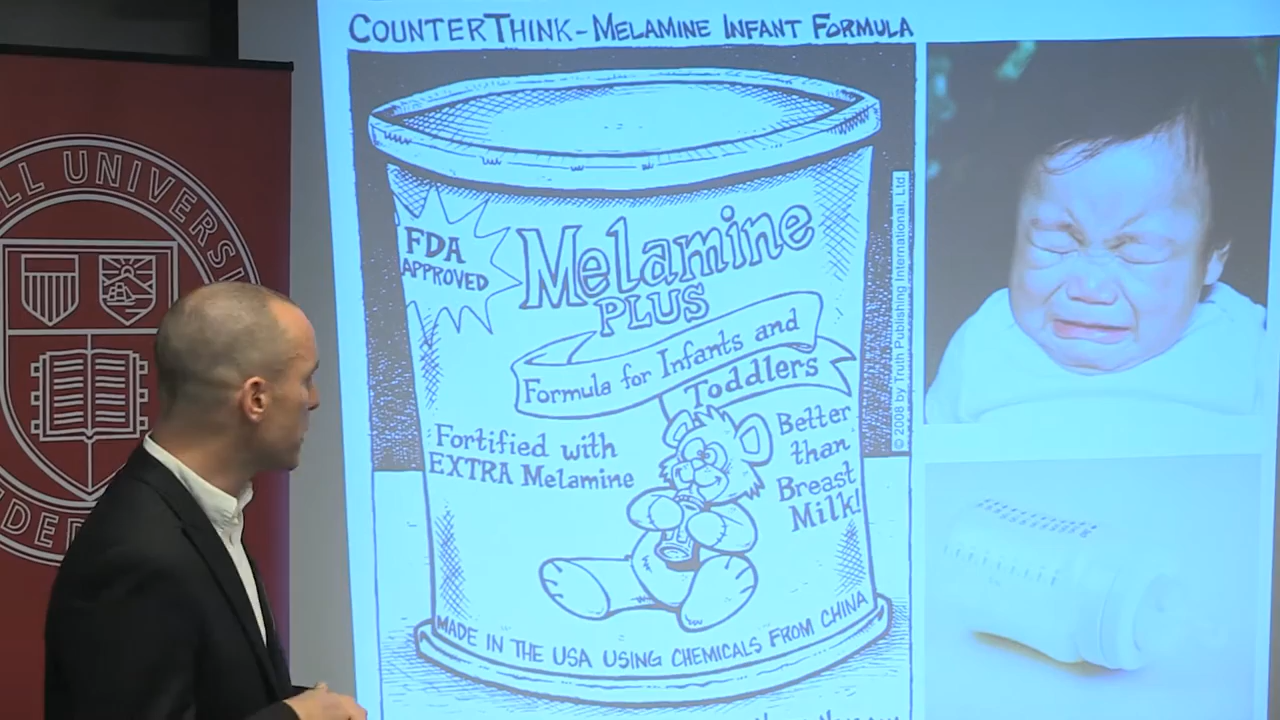 COUNTERTHINK - MELAMINE INFANT FORMULA
FDA
APPROVED
Melamine
PLUS
Formula for Infants and
Toddlers
Fortified with
EXTRA Melamine
Better
than
Breast
Milk!
MADE IN THE USA USING CHEMICALS FROM CHINA
© 2008 by Truth Publishing International, Ltd.
LL UNIVERSI